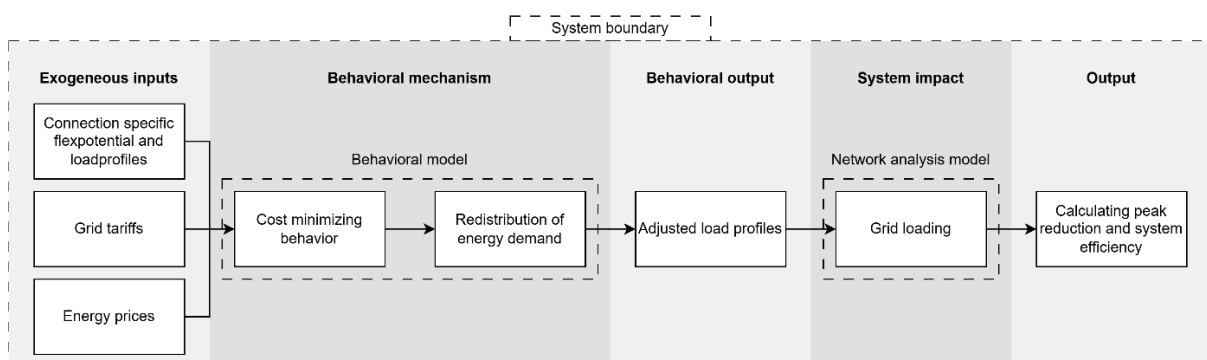 System boundary
Exogeneous inputs
Behavioral mechanism
Behavioral output
System impact
Output
Connection specific
flexpotential and
loadprofiles
Grid tariffs
Energy prices
Behavioral model
Cost minimizing
behavior
Redistribution of
energy demand
Adjusted load profiles
Network analysis model
Grid loading
Calculating peak
reduction and system
efficiency